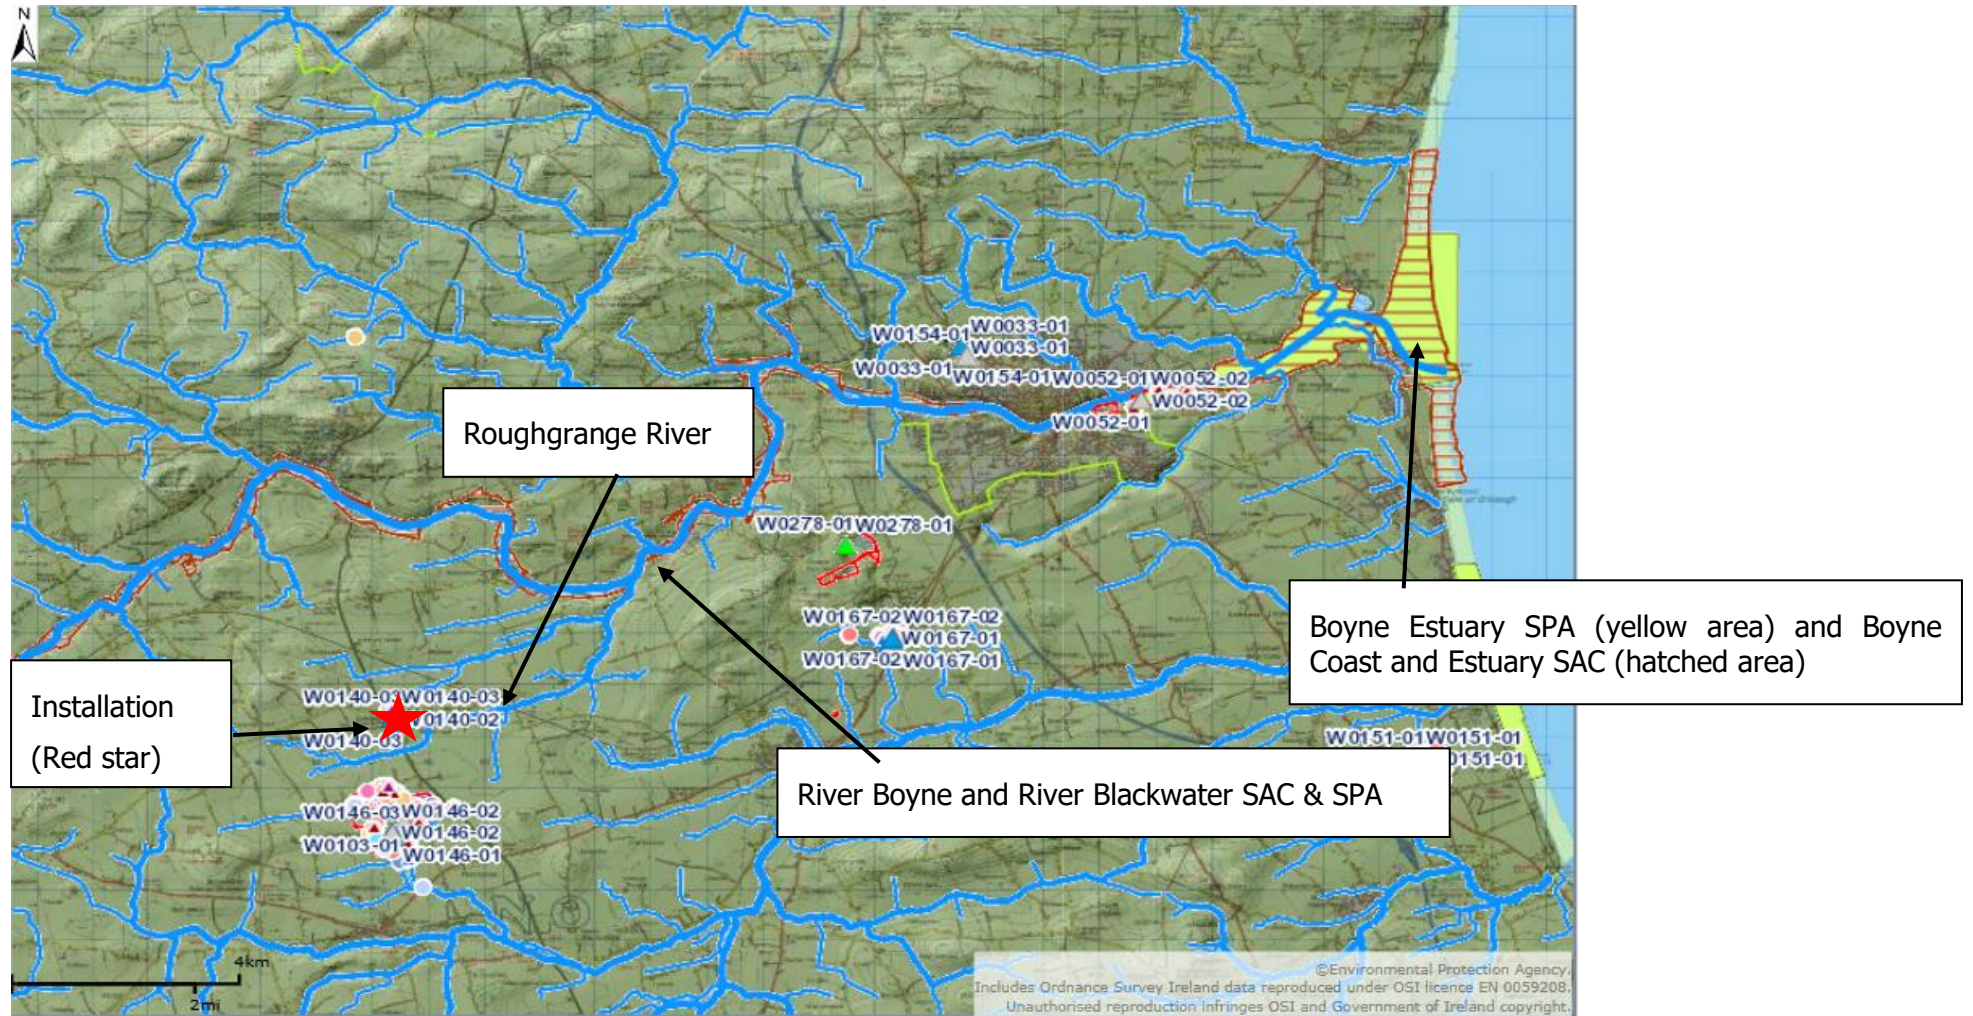 N
W0154-01 W0033-01
W0033-01
W0033-01 W0154-01 W0052-01 W0052-02
W0052-02
W0052-01
Roughgrange River
W0278-01 W0278-01
W0167-02 W0167-02
W0167-01
W0167-02 W0167-01
Boyne Estuary SPA (yellow area) and Boyne
Coast and Estuary SAC (hatched area)
Installation
(Red star)
W0140-03 W0140-03
W0140-02
W0140-03
W0151-01 W0151-01
0151-01
River Boyne and River Blackwater SAC & SPA
W0146-03 W0146-02
W0146-02
W0103-01
W0146-01
4km
2mi
©Environmental Protection Agency.
Includes Ordnance Survey Ireland data reproduced under OSI licence EN 0059208.
Unauthorised reproduction infringes OSI and Government of Ireland copyright.